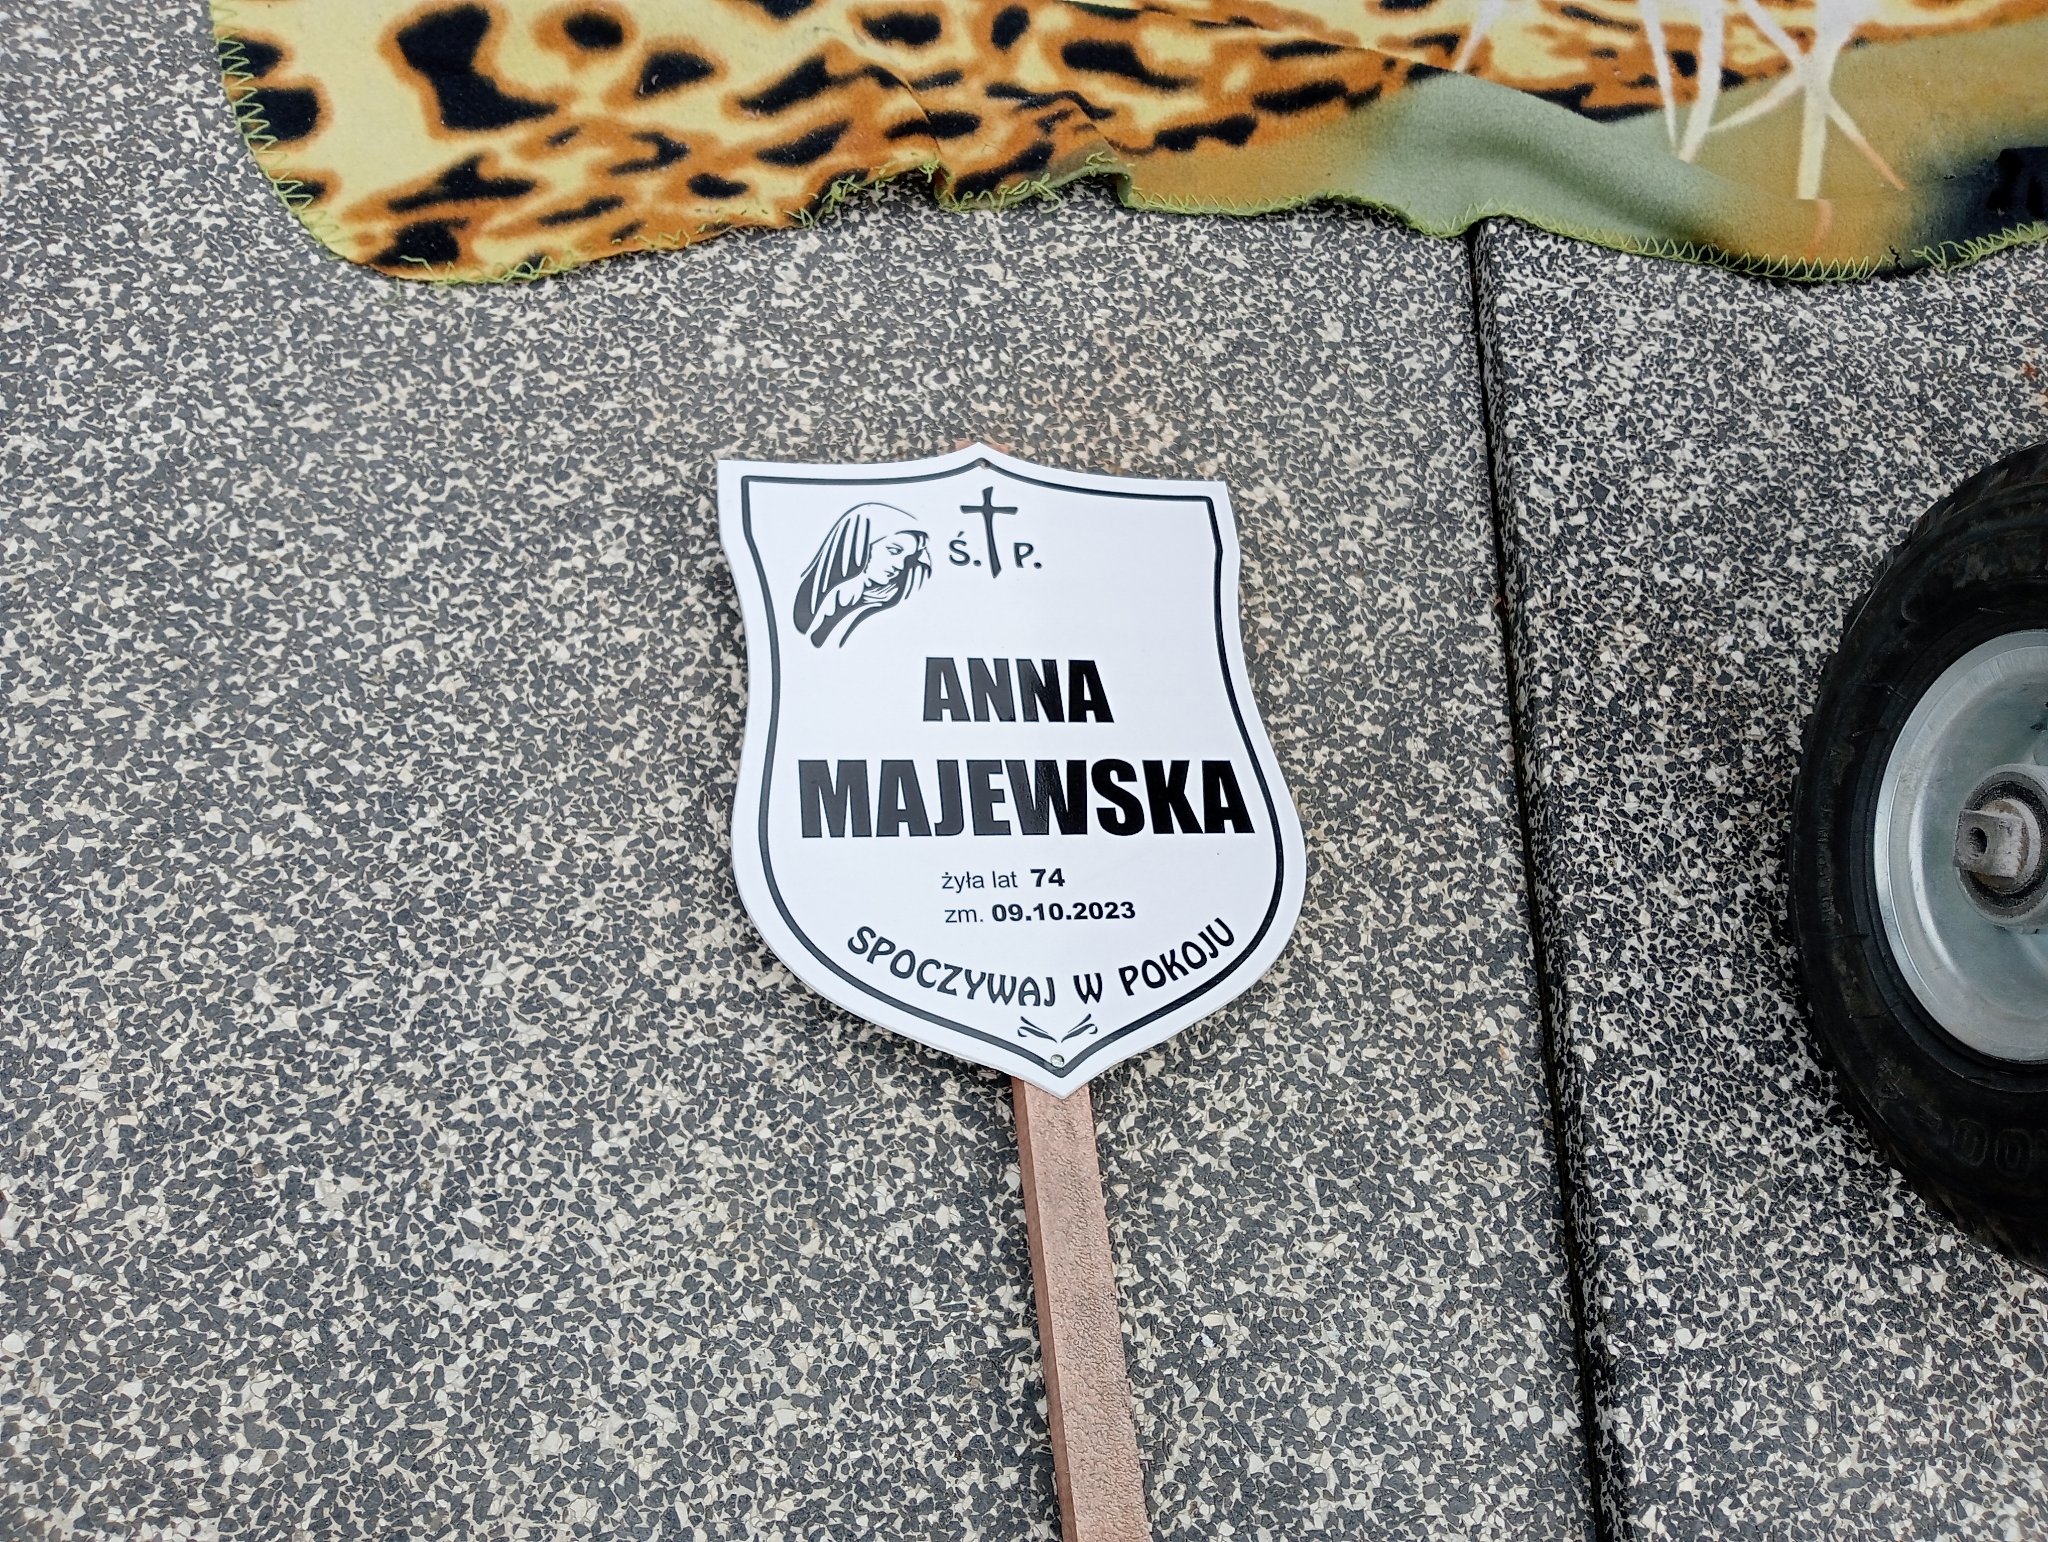 Ś. P.
ANNA
MAJEWSKA
żyła lat 74
zm. 09.10.2023
SPOCZYWAJ W POKOJU